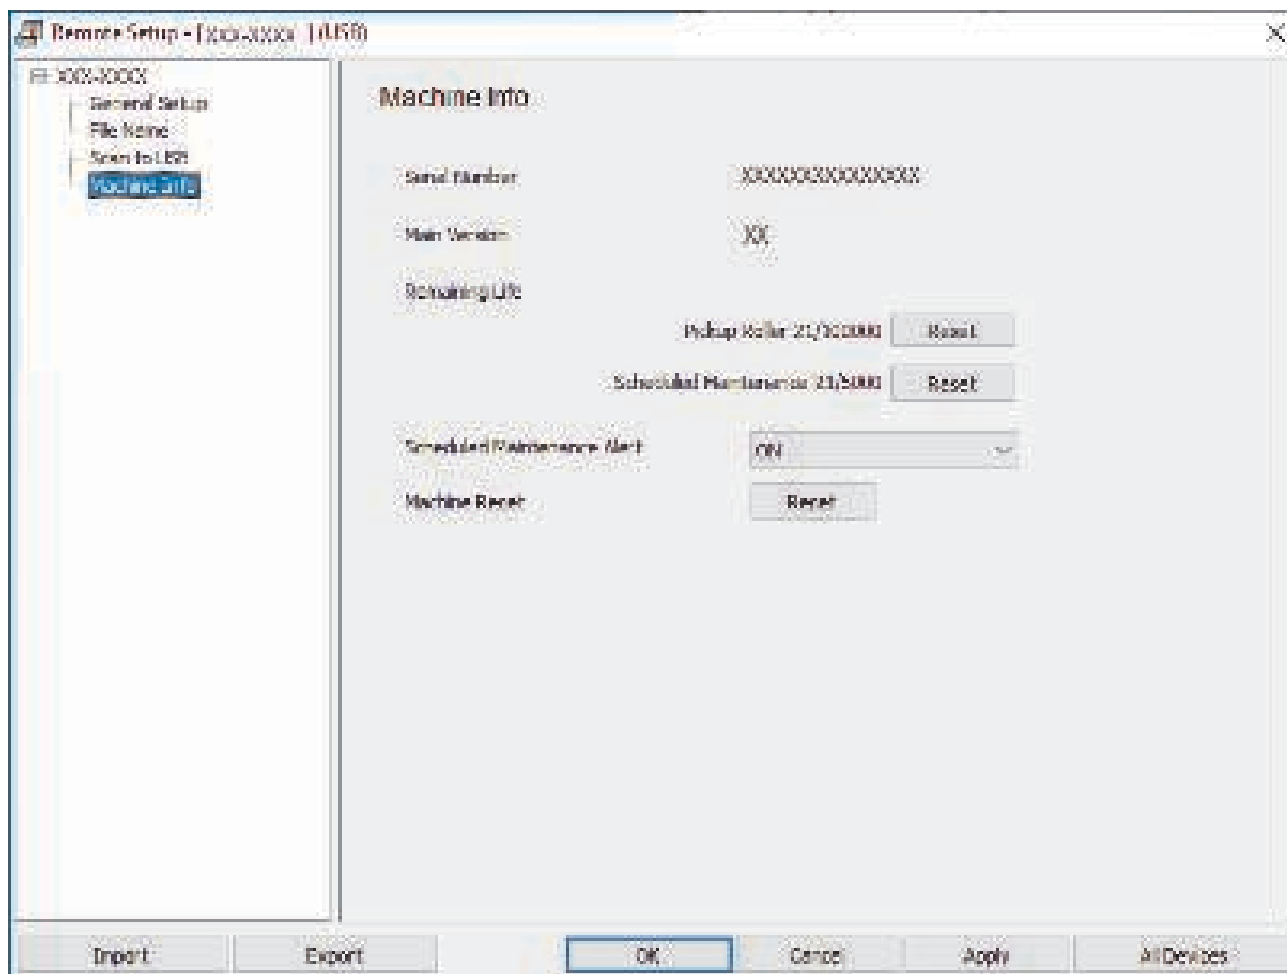 Remote Setup - [ XXX-XXXX ] (USB)
XXX-XXXX
General Setup
File Name
Scan to USB
Machine Info
Machine Info
Serial Number XXXXXXXXXXXXXXX
Main Version XX
Remaining Life
Pickup Roller 21/100000 Reset
Scheduled Maintenance 21/5000 Reset
Scheduled Maintenance Alert ON
Machine Reset Reset
Import Export OK Cancel Apply All Devices